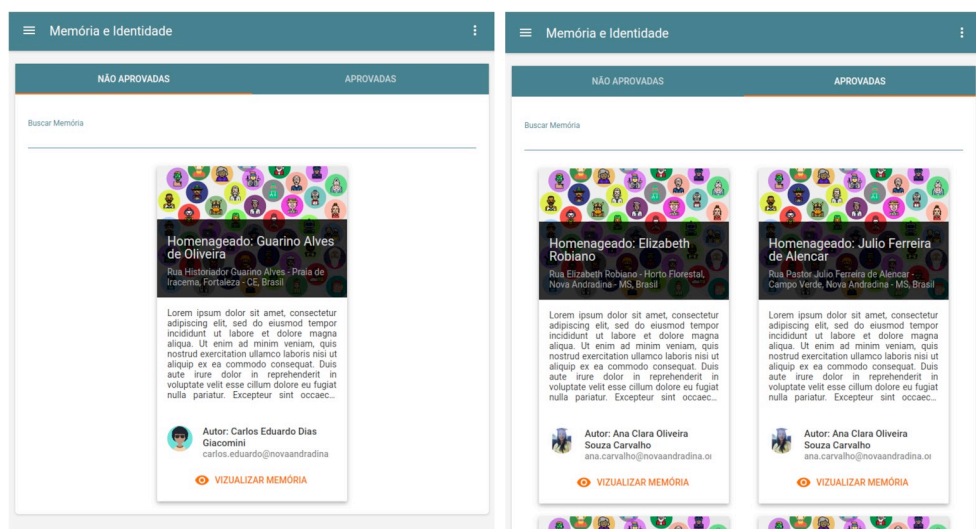 Memória e Identidade
NÃO APROVADAS
APROVADAS
Buscar Memória
Homenageado: Guarino Alves
de Oliveira
Rua Historiador Guarino Alves - Praia de
Iracema, Fortaleza - CE, Brasil
Lorem ipsum dolor sit amet, consectetur
adipiscing elit, sed do eiusmod tempor
incididunt ut labore et dolore magna
aliqua. Ut enim ad minim veniam, quis
nostrud exercitation ullamco laboris nisi ut
aliquip ex ea commodo consequat. Duis
aute irure dolor in reprehenderit in
voluptate velit esse cillum dolore eu fugiat
nulla pariatur. Excepteur sint occaec...
Autor: Carlos Eduardo Dias
Giacomini
carlos.eduardo@novaandradina
VIZUALIZAR MEMÓRIA
Memória e Identidade
NÃO APROVADAS
APROVADAS
Buscar Memória
Homenageado: Elizabeth
Robiano
Rua Elizabeth Robiano - Horto Florestal,
Nova Andradina - MS, Brasil
Lorem ipsum dolor sit amet, consectetur
adipiscing elit, sed do eiusmod tempor
incididunt ut labore et dolore magna
aliqua. Ut enim ad minim veniam, quis
nostrud exercitation ullamco laboris nisi ut
aliquip ex ea commodo consequat. Duis
aute irure dolor in reprehenderit in
voluptate velit esse cillum dolore eu fugiat
nulla pariatur. Excepteur sint occaec...
Autor: Ana Clara Oliveira
Souza Carvalho
ana.carvalho@novaandradina.or
VIZUALIZAR MEMÓRIA
Homenageado: Julio Ferreira
de Alencar
Rua Pastor Julio Ferreira de Alencar -
Campo Verde, Nova Andradina - MS, Brasil
Lorem ipsum dolor sit amet, consectetur
adipiscing elit, sed do eiusmod tempor
incididunt ut labore et dolore magna
aliqua. Ut enim ad minim veniam, quis
nostrud exercitation ullamco laboris nisi ut
aliquip ex ea commodo consequat. Duis
aute irure dolor in reprehenderit in
voluptate velit esse cillum dolore eu fugiat
nulla pariatur. Excepteur sint occaec...
Autor: Ana Clara Oliveira
Souza Carvalho
ana.carvalho@novaandradina.or
VIZUALIZAR MEMÓRIA